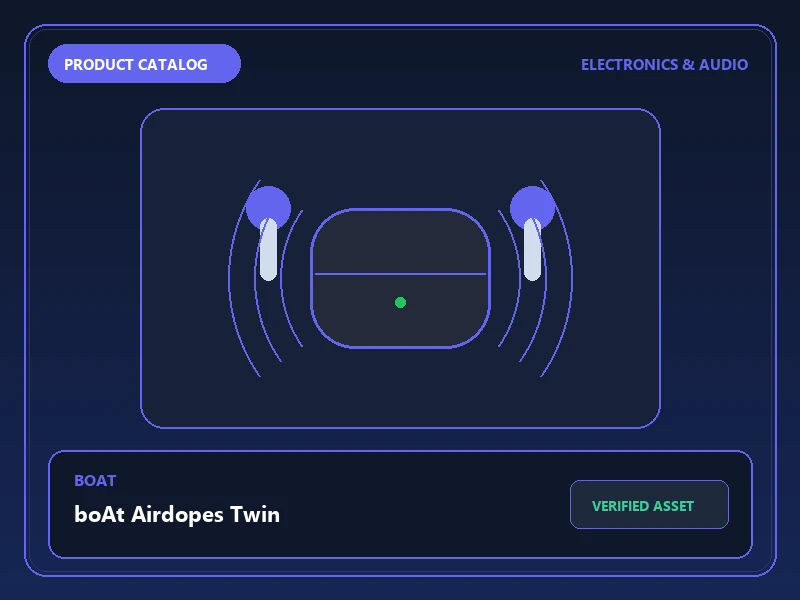 PRODUCT CATALOG
ELECTRONICS & AUDIO
BOAT
boAt Airdopes Twin
VERIFIED ASSET